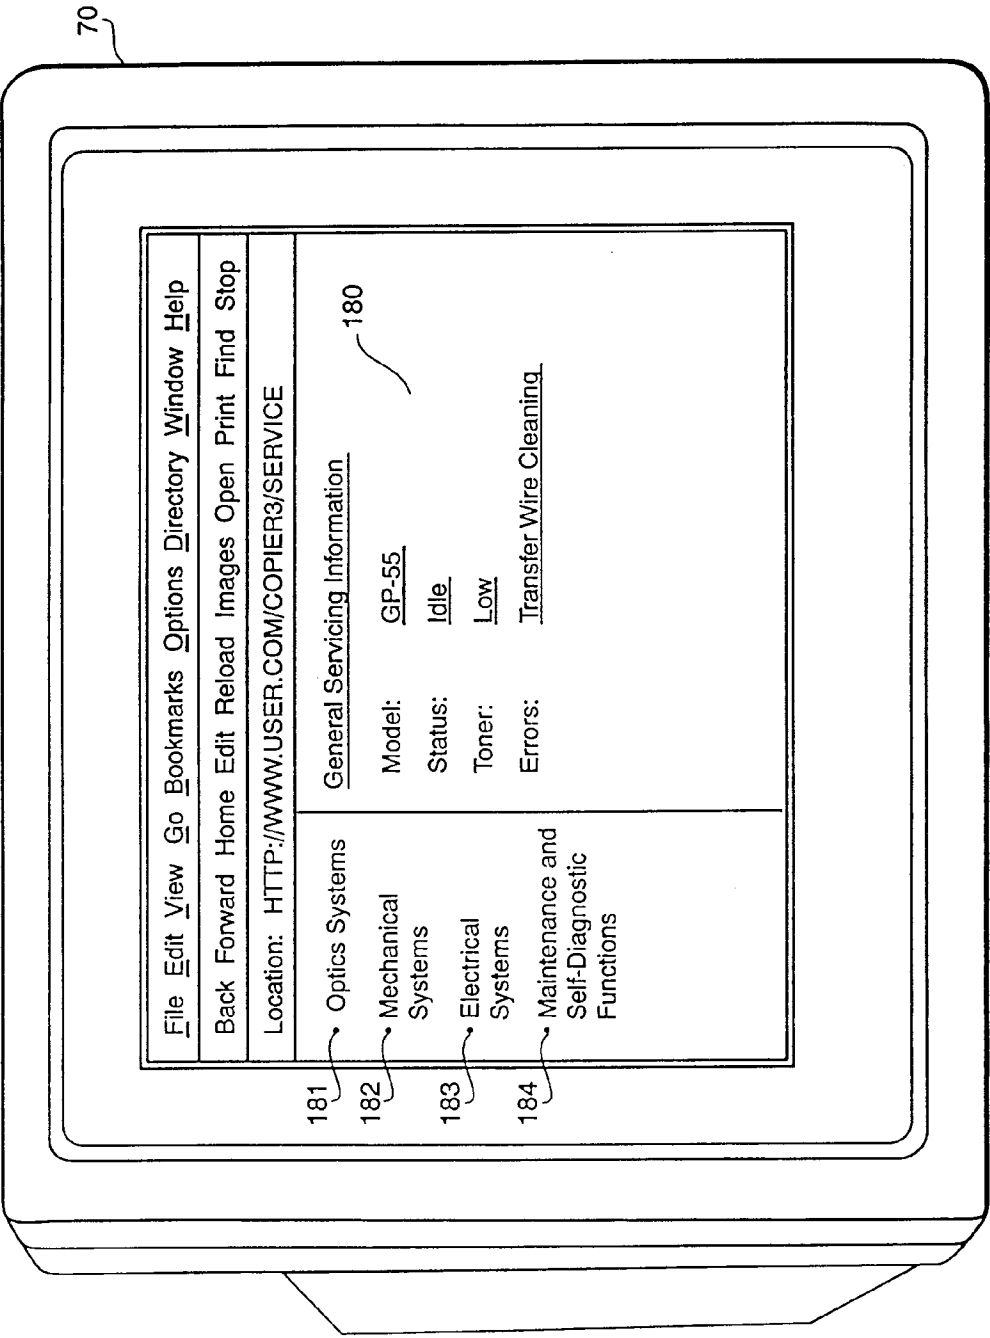 70
File Edit View Go Bookmarks Options Directory Window Help
Back Forward Home Edit Reload Images Open Print Find Stop
Location: HTTP://WWW.USER.COM/COPIER3/SERVICE
181
• Optics Systems
182
• Mechanical
Systems
183
• Electrical
Systems
184
• Maintenance and
Self-Diagnostic
Functions
General Servicing Information
180
Model: GP-55
Status: Idle
Toner: Low
Errors: Transfer Wire Cleaning